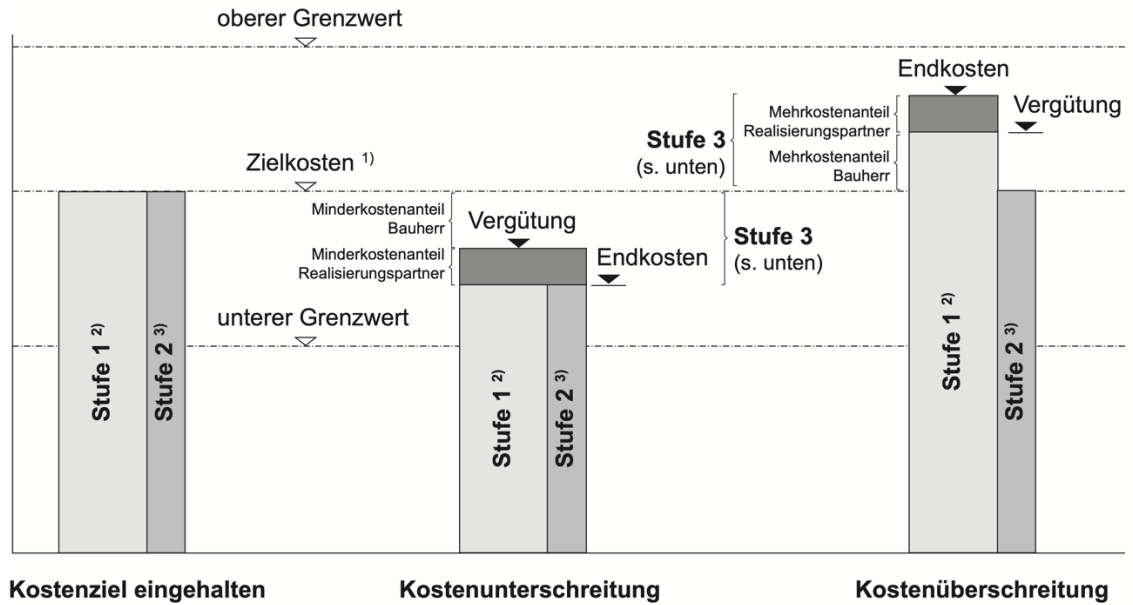 oberer Grenzwert
Endkosten
Vergütung
Mehrkostenanteil
Realisierungspartner
Stufe 3
(s. unten)
Mehrkostenanteil
Bauherr
Zielkosten 1)
Minderkostenanteil
Bauherr
Vergütung
Minderkostenanteil
Realisierungspartner
Endkosten
Stufe 3
(s. unten)
unterer Grenzwert
Stufe 1 2)
Stufe 2 3)
Stufe 1 2)
Stufe 2 3)
Stufe 1 2)
Stufe 2 3)
Kostenziel eingehalten
Kostenunterschreitung
Kostenüberschreitung